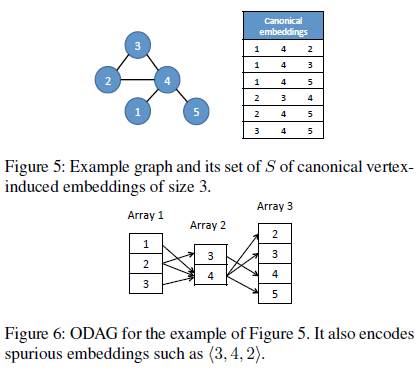 3
2
4
1
5
Canonical
embeddings
1 4 2
1 4 3
1 4 5
2 3 4
2 4 5
3 4 5
Figure 5: Example graph and its set of S of canonical vertex-
induced embeddings of size 3.
Array 1
Array 2
Array 3
1
2
3
3
4
2
3
4
5
Figure 6: ODAG for the example of Figure 5. It also encodes
spurious embeddings such as ⟨3, 4, 2⟩.